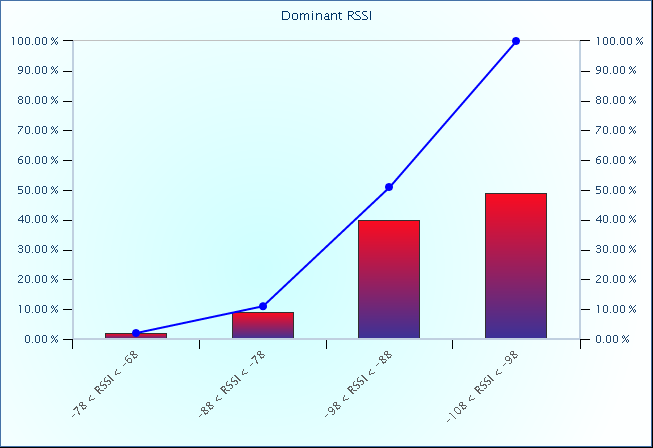 Dominant RSSI
100.00 % 100.00 %
90.00 % 90.00 %
80.00 % 80.00 %
70.00 % 70.00 %
60.00 % 60.00 %
50.00 % 50.00 %
40.00 % 40.00 %
30.00 % 30.00 %
20.00 % 20.00 %
10.00 % 10.00 %
0.00 % 0.00 %
-78 < RSSI < -68
-88 < RSSI < -78
-98 < RSSI < -88
-108 < RSSI < -98